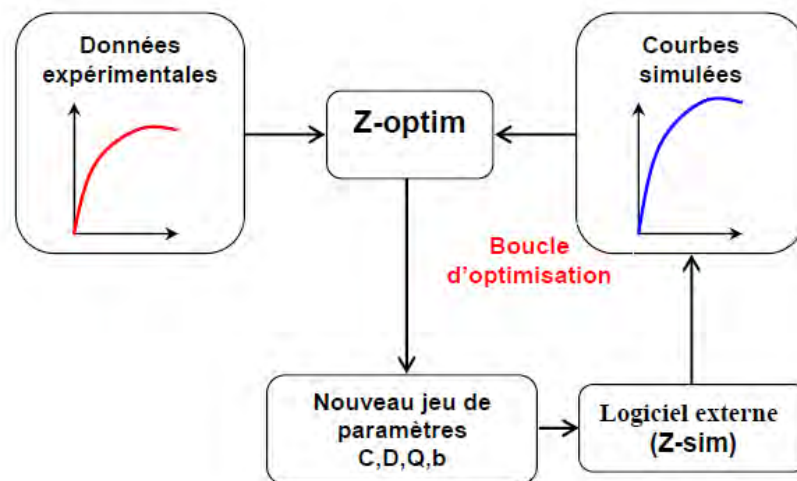 Données
expérimentales
Z-optim
Courbes
simulées
Boucle
d'optimisation
Nouveau jeu de
paramètres
C,D,Q,b
Logiciel externe
(Z-sim)